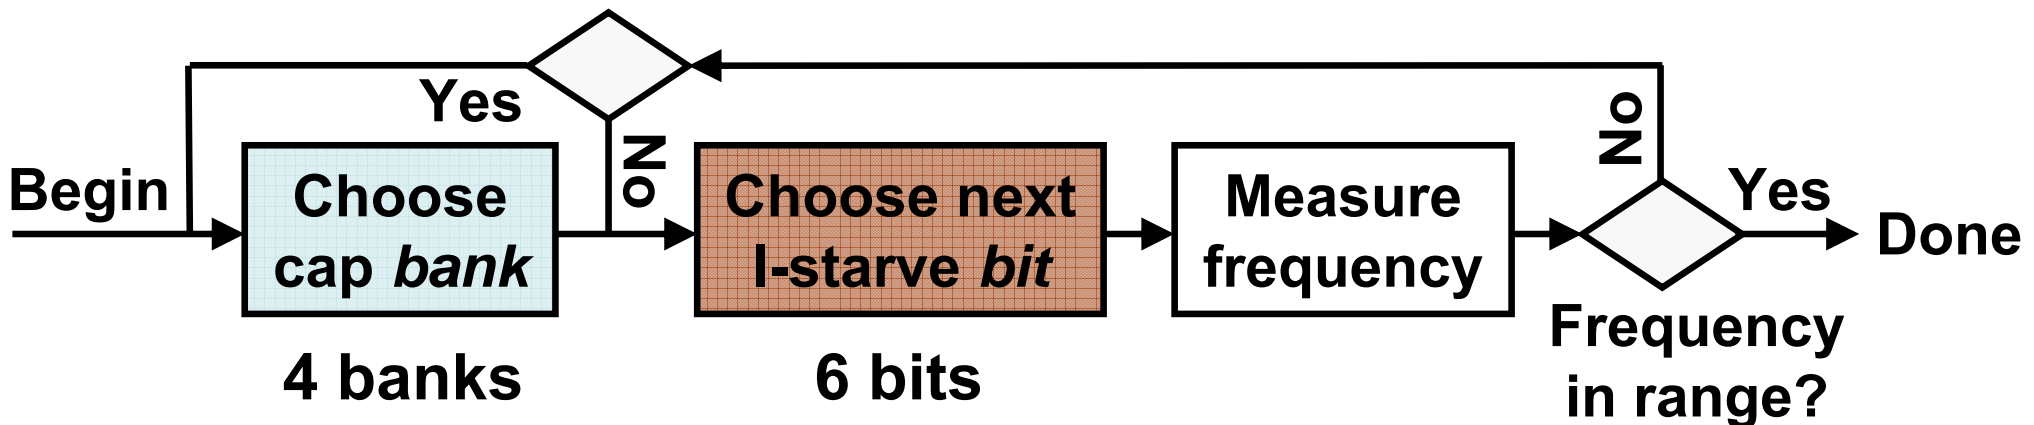 Yes
No
No
Begin
Choose
cap bank
Choose next
I-starve bit
Measure
frequency
Yes
Done
4 banks
6 bits
Frequency
in range?